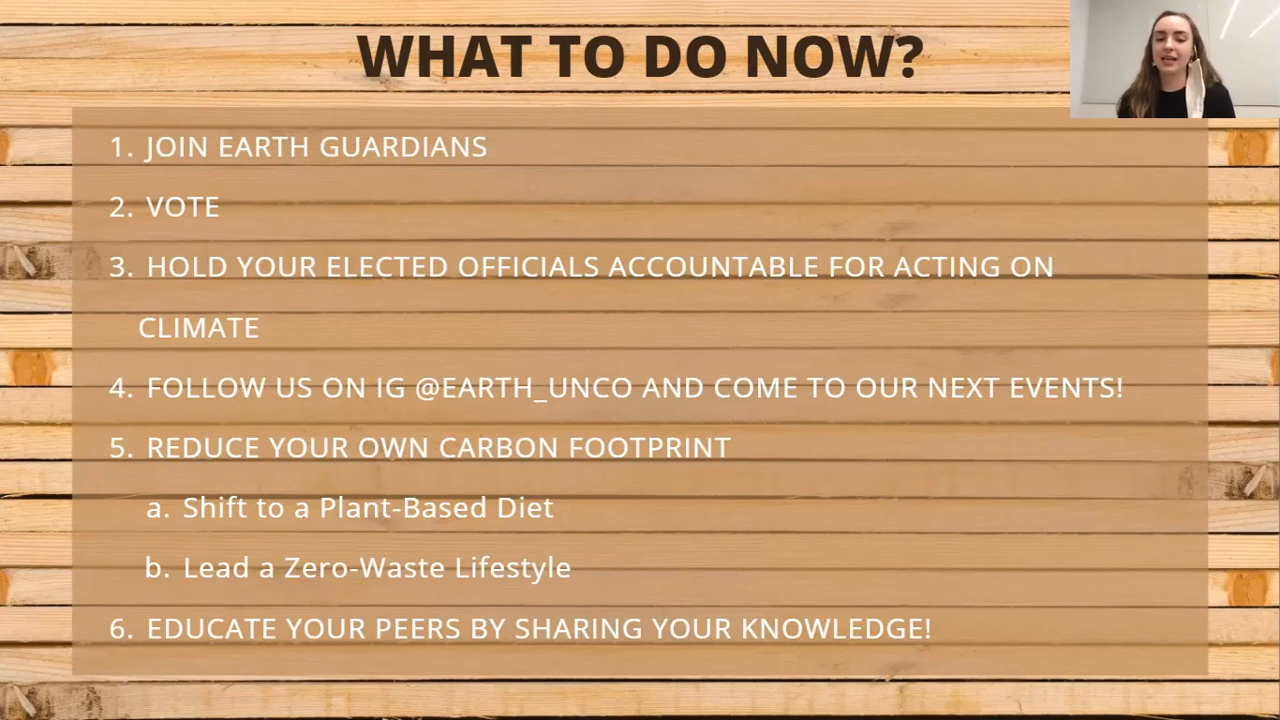 WHAT TO DO NOW?
1. JOIN EARTH GUARDIANS
2. VOTE
3. HOLD YOUR ELECTED OFFICIALS ACCOUNTABLE FOR ACTING ON
CLIMATE
4. FOLLOW US ON IG @EARTH_UNCO AND COME TO OUR NEXT EVENTS!
5. REDUCE YOUR OWN CARBON FOOTPRINT
a. Shift to a Plant-Based Diet
b. Lead a Zero-Waste Lifestyle
6. EDUCATE YOUR PEERS BY SHARING YOUR KNOWLEDGE!